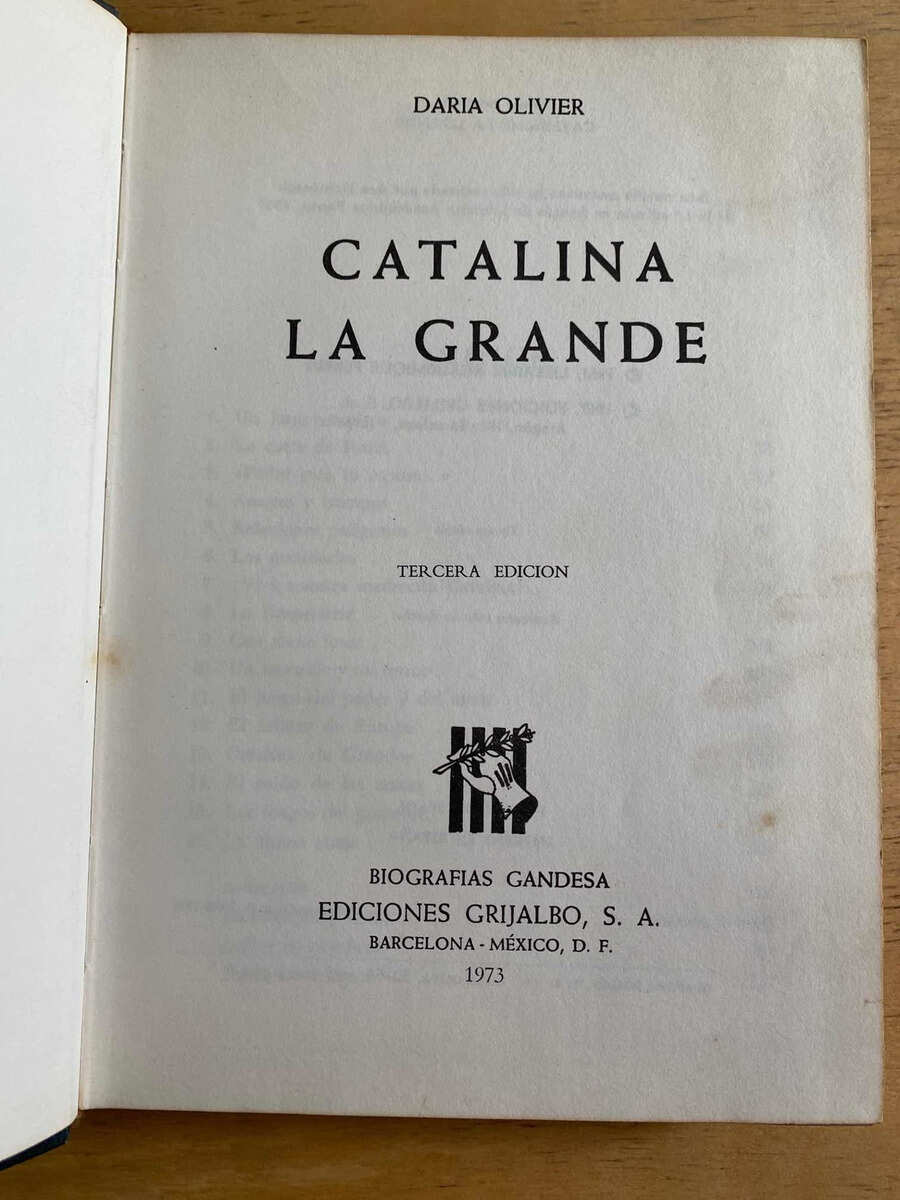 DARIA OLIVIER
CATALINA
LA GRANDE
TERCERA EDICION
BIOGRAFIAS GANDESA
EDICIONES GRIJALBO, S. A.
BARCELONA - MÉXICO, D. F.
1973